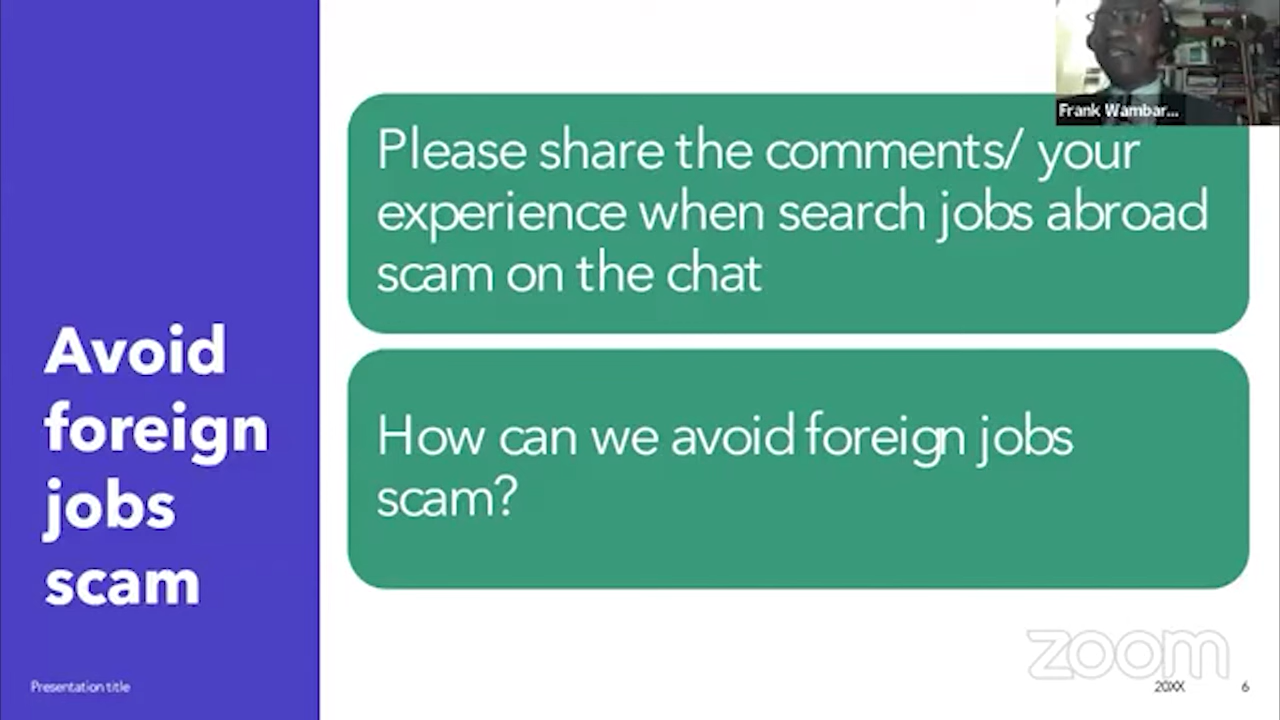 Frank Wambar...
Please share the comments/ your
experience when search jobs abroad
scam on the chat
Avoid
foreign
jobs
scam
How can we avoid foreign jobs
scam?
zoom
Presentation title
20XX
6